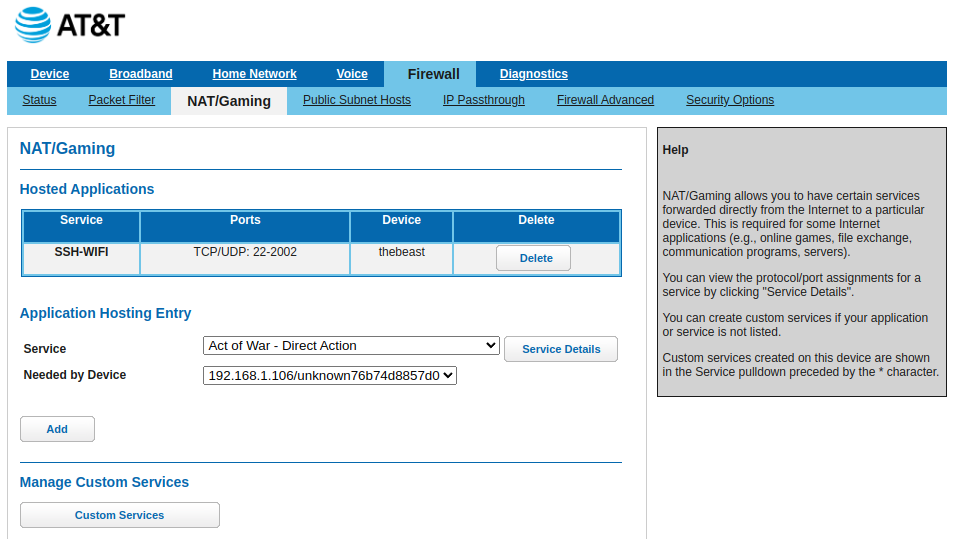 AT&T
Device Broadband Home Network Voice Firewall Diagnostics
Status Packet Filter NAT/Gaming Public Subnet Hosts IP Passthrough Firewall Advanced Security Options
NAT/Gaming
Hosted Applications
Service Ports Device Delete
SSH-WIFI TCP/UDP: 22-2002 thebeast Delete
Application Hosting Entry
Service Act of War - Direct Action Service Details
Needed by Device 192.168.1.106/unknown76b74d8857d0
Add
Manage Custom Services
Custom Services
Help
NAT/Gaming allows you to have certain services
forwarded directly from the Internet to a particular
device. This is required for some Internet
applications (e.g., online games, file exchange,
communication programs, servers).
You can view the protocol/port assignments for a
service by clicking "Service Details".
You can create custom services if your application
or service is not listed.
Custom services created on this device are shown
in the Service pulldown preceded by the * character.